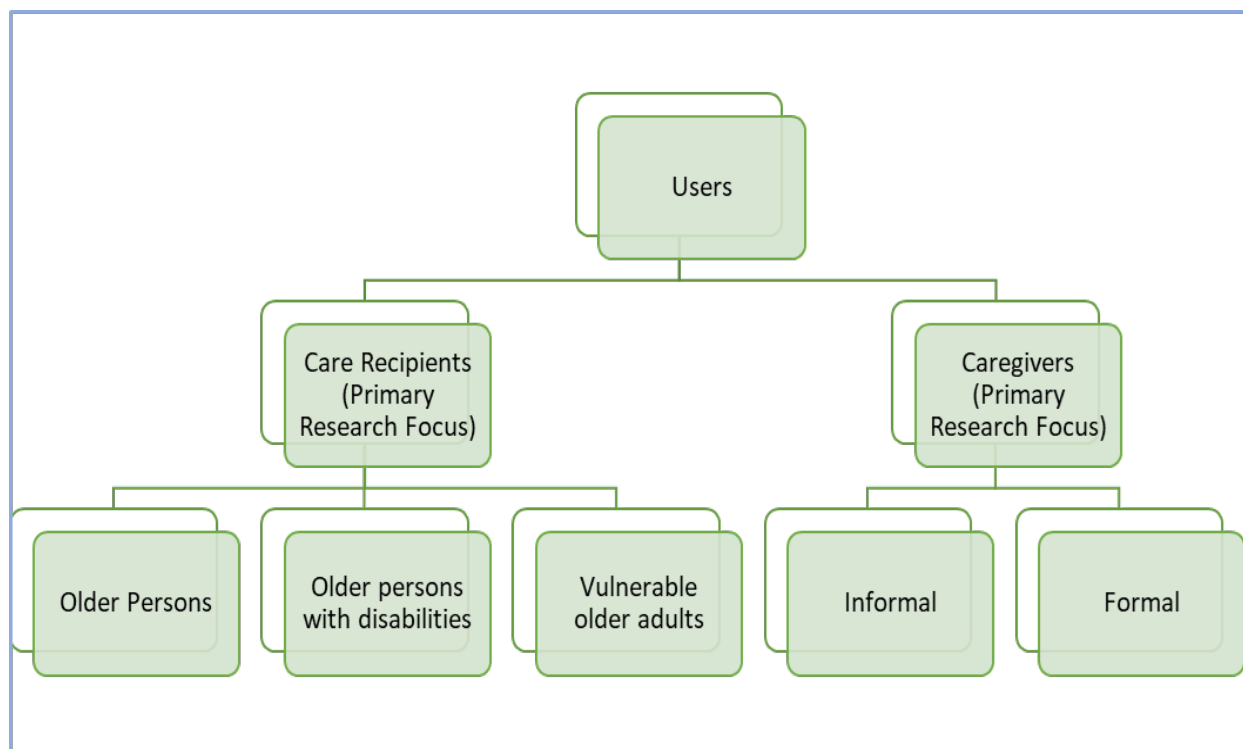 Users
Care Recipients
(Primary
Research Focus)
Caregivers
(Primary
Research Focus)
Older Persons
Older persons
with disabilities
Vulnerable
older adults
Informal
Formal